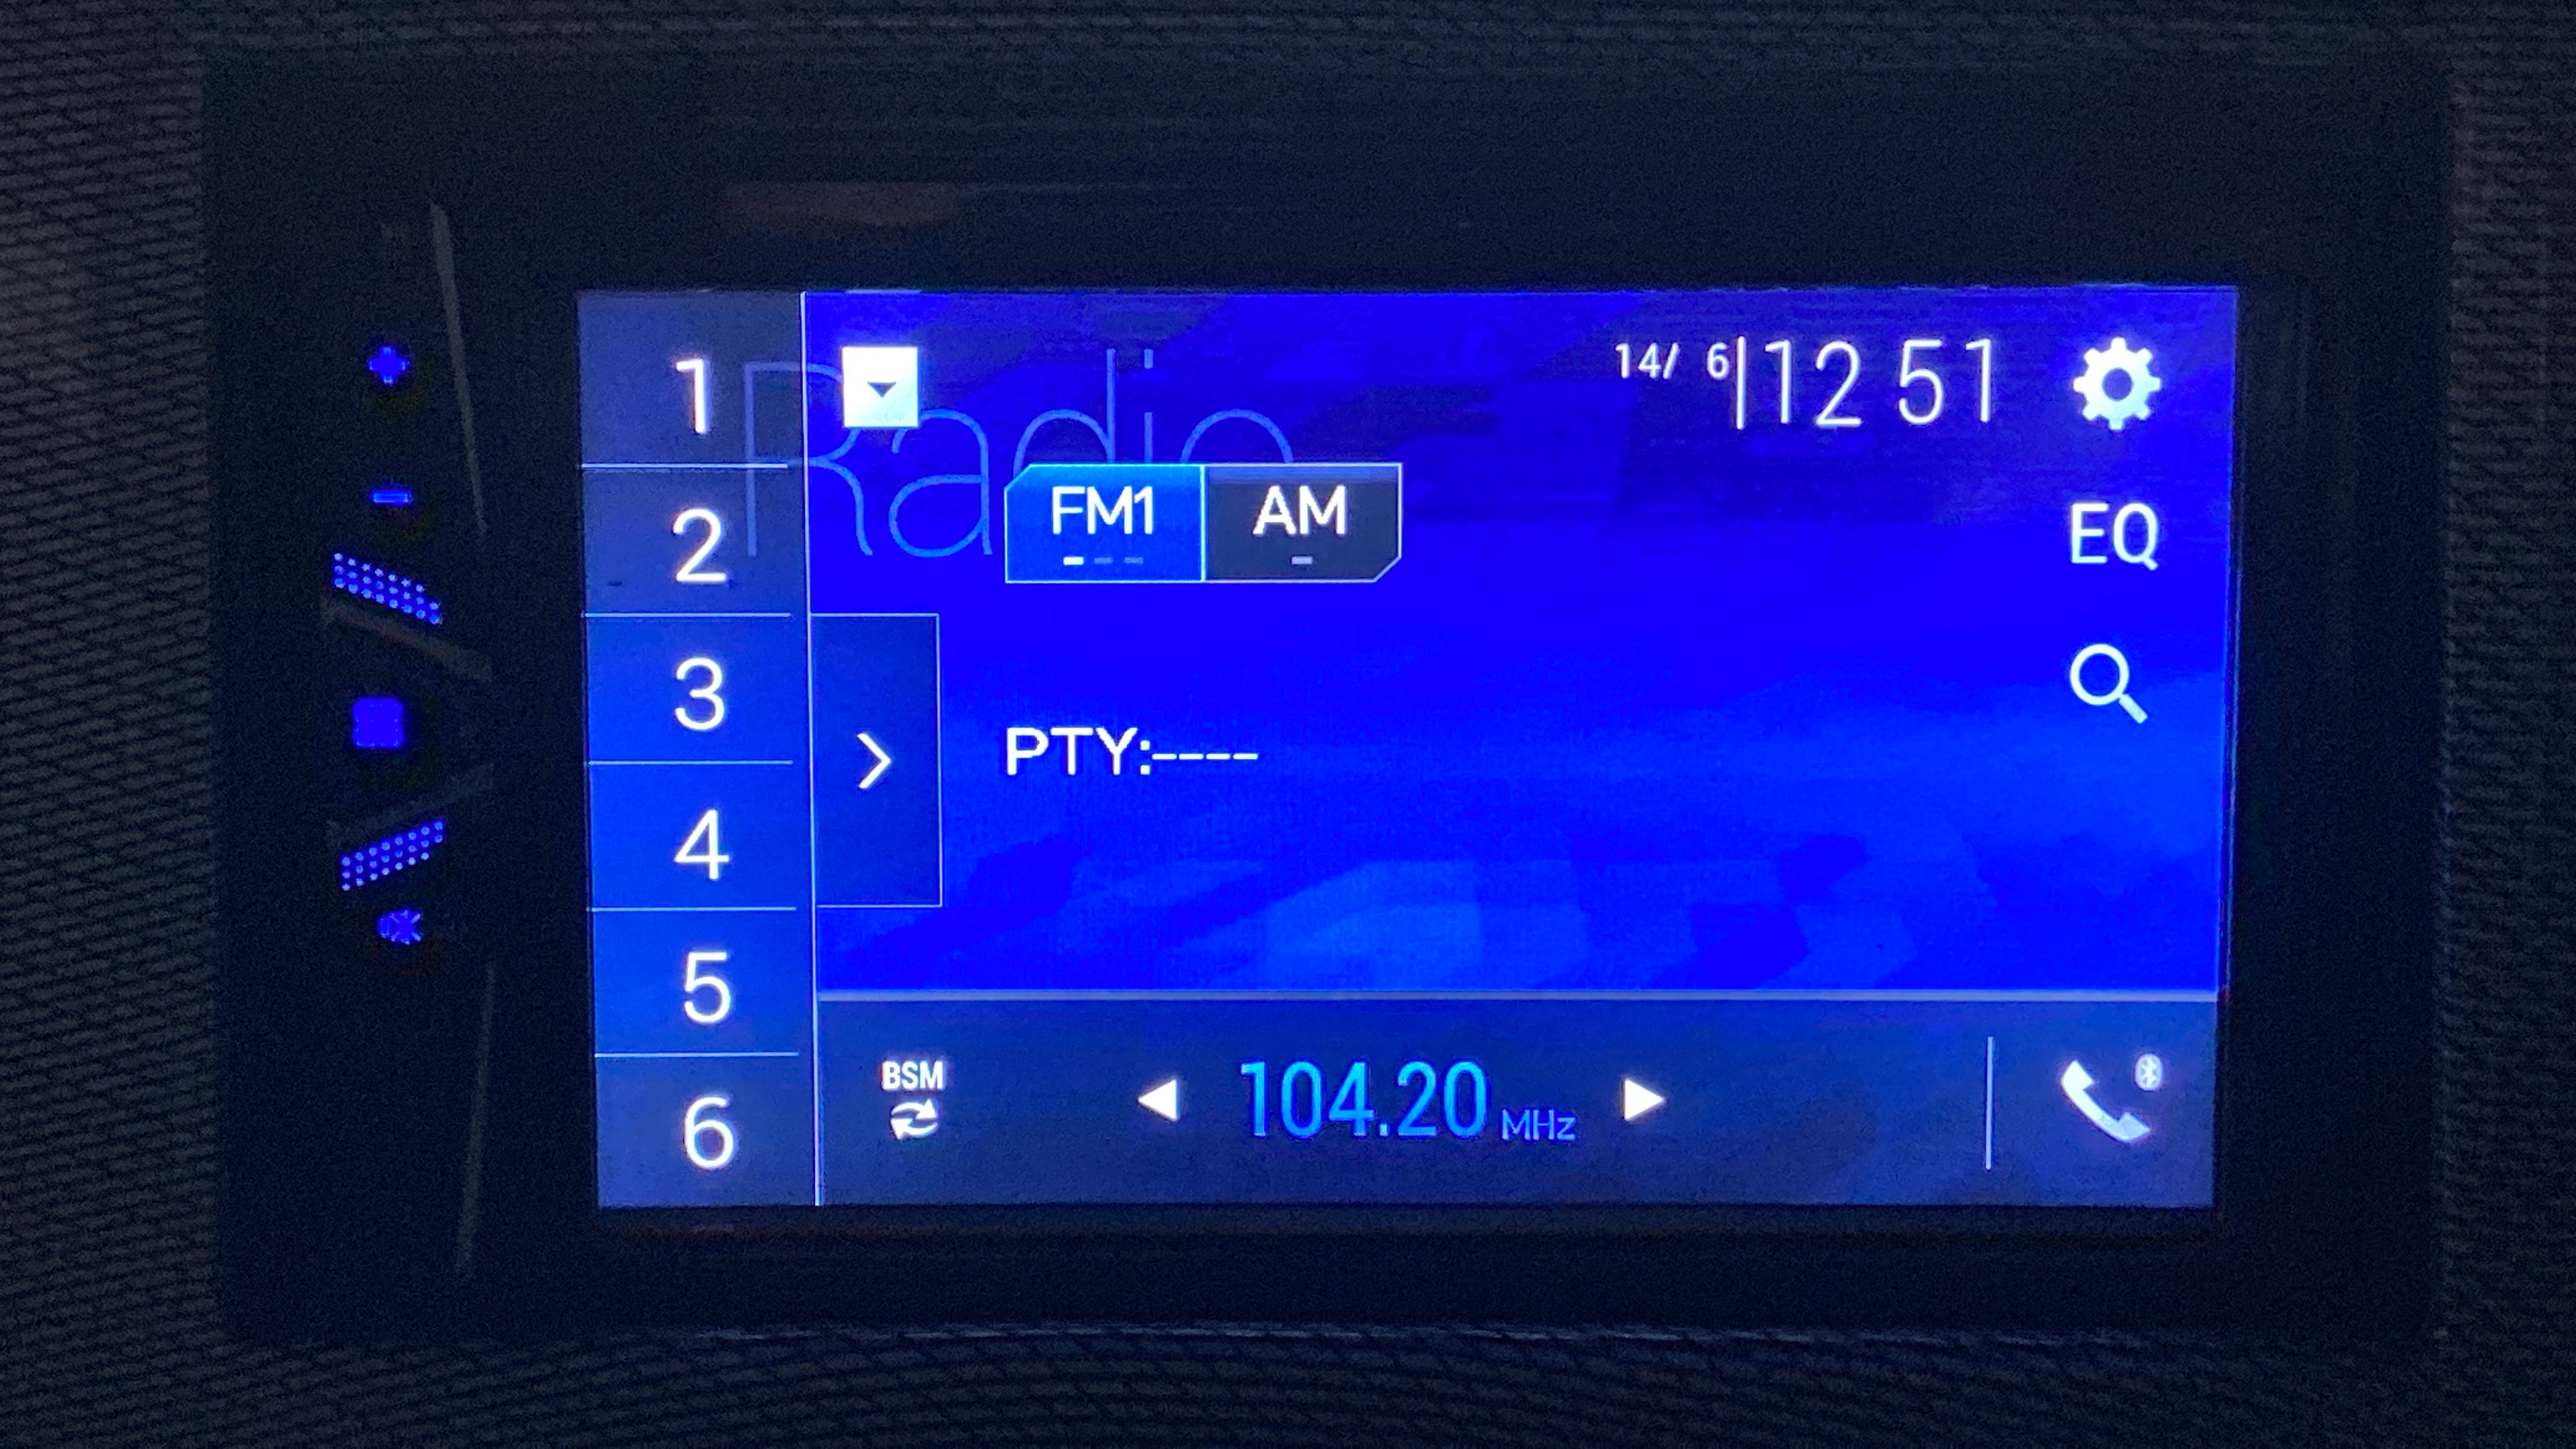 Radio
14/ 6 12 51
FM1 AM
EQ
1
2
3
4
5
6
PTY:----
BSM
104.20 MHz